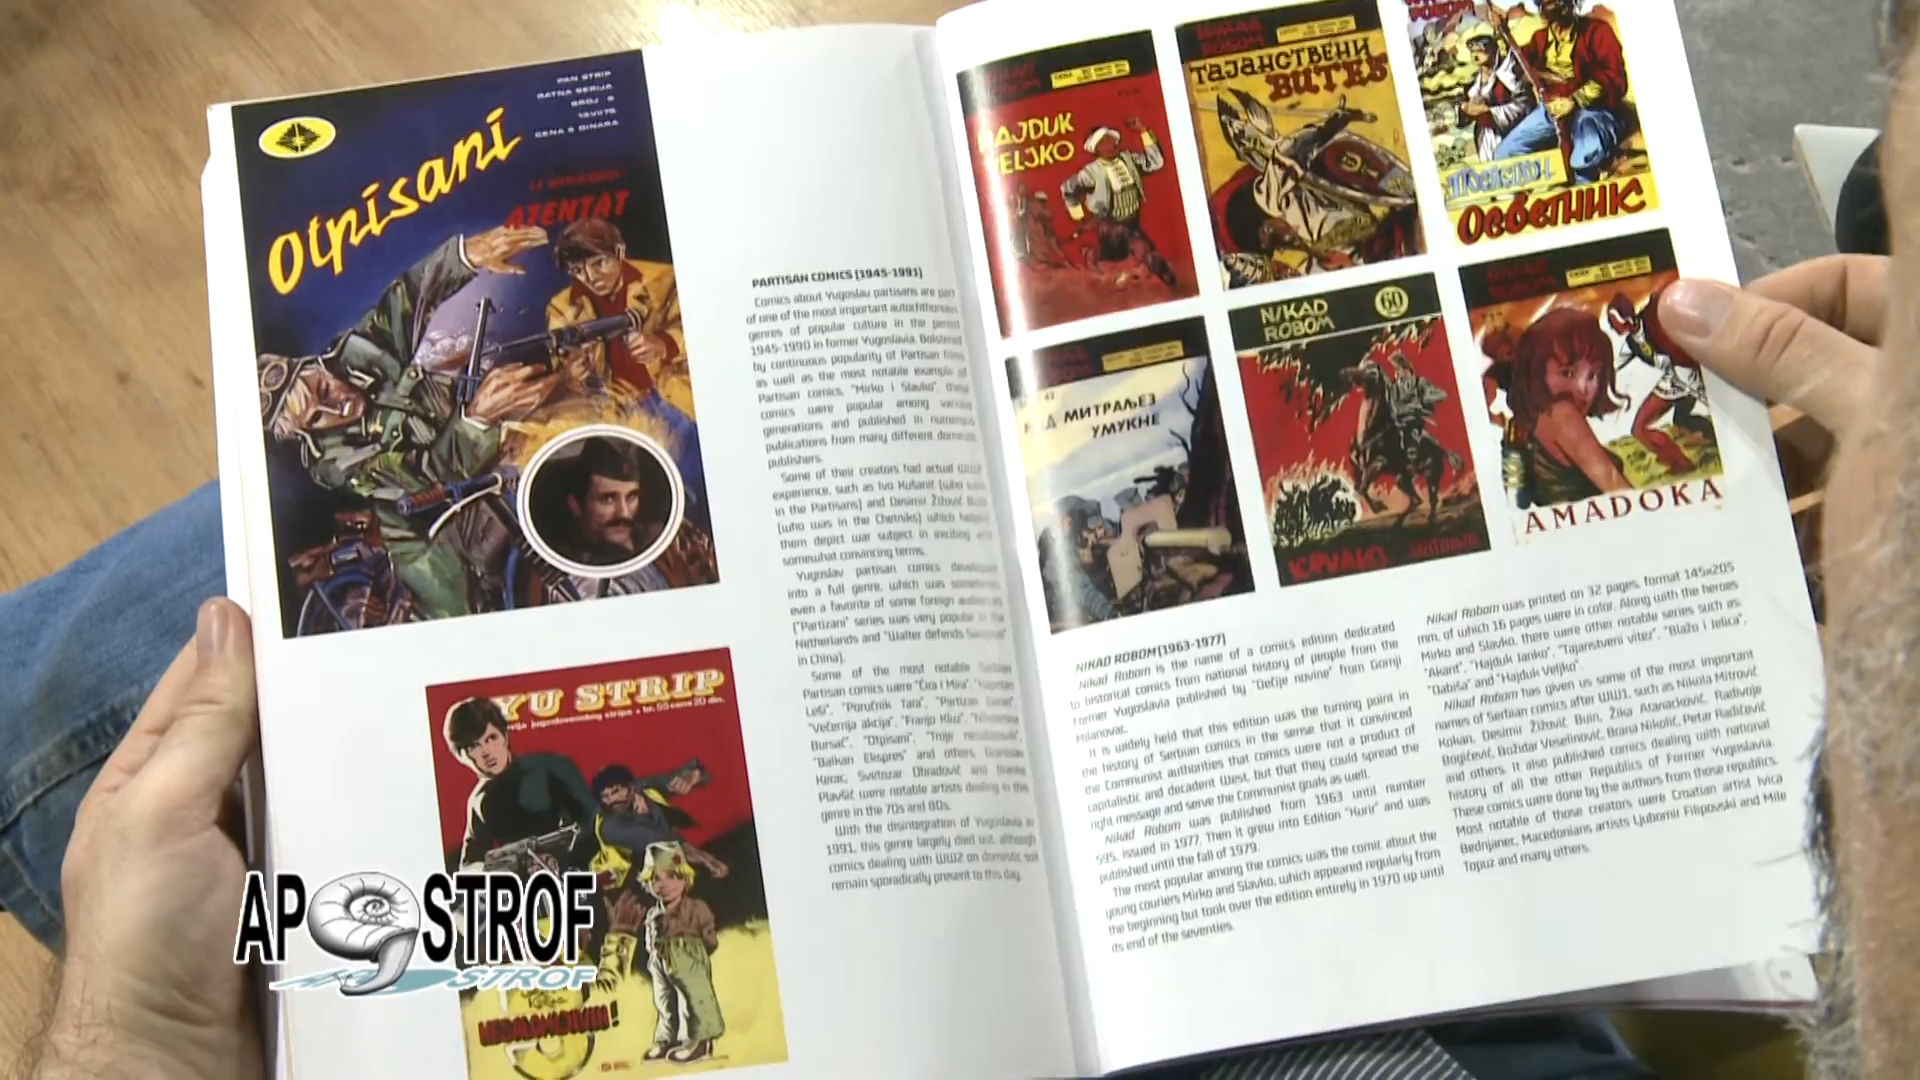 PAN STRIP
RATNA SERIJA
BROJ 9
CENA 6 DINARA
Otpisani
ATENTAT
YU STRIP
PARTISAN COMICS (1945-1991)
Comics about Yugoslav partisans are part
of one of the most important autochthonous
genres of popular culture in the period
1945-1990 in former Yugoslavia. Bolstered
by continuous popularity of Partisan films
as well as the most notable example of
Partisan comics, "Mirko i Slavko", these
comics were popular among various
generations and published in numerous
publications from many different domestic
publishers.
Some of their creators had actual WW2
experience, such as Ivo Kušanić (who was
in the Partisans) and Desimir Žižović Buin
(who was in the Chetniks) which helped
them depict war subject in exciting and
somewhat convincing terms.
Yugoslav partisan comics developed
into a full genre, which was sometimes
even a favorite of some foreign audiences
("Partizani" series was very popular in the
Netherlands and "Walter defends Sarajevo"
in China).
Some of the most notable Serbian
Partisan comics were "Ćira i Mira", "Kapetan
Leši", "Poručnik Tara",
"Večernja akcija", "Franjo Kluz",
Bursać", "Otpisani",
"Balkan Ekspres" and others. Branislav
Kerac, Svetozar Obradović and Branko
Plavšić were notable artists dealing in this
genre in the 70s and 80s.
With the disintegration of Yugoslavia in
1991, this genre largely died out, although
comics dealing with WW2 on domestic soil
remain sporadically present to this day.
HAJDUK
VELJKO
ТАЈАНСТВЕНИ
ВИТЕЗ
ОСВЕТНИК
МИТРАЉЕЗ
УМУКНЕ
NIKAD
ROBOM
60
KRVAVO
AMADOKA
NIKAD ROBOM (1963-1977)
Nikad Robom is the name of a comics edition dedicated
to historical comics from national history of people from the
former Yugoslavia published by "Dečije novine" from Gornji
Milanovac.
It is widely held that this edition was the turning point in
the history of Serbian comics in the sense that it convinced
the Communist authorities that comics were not a product of
capitalistic and decadent West, but that they could spread the
right message and serve the Communist goals as well.
Nikad Robom was published from 1963 until number
595, issued in 1977. Then it grew into Edition "Kurir" and was
published until the fall of 1979.
The most popular among the comics was the comic about the
young couriers Mirko and Slavko, which appeared regularly from
the beginning but took over the edition entirely in 1970 up until
its end of the seventies.
Nikad Robom was printed on 32 pages, format 145x205
mm, of which 16 pages were in color. Along with the heroes
Mirko and Slavko, there were other notable series such as:
"Akant", "Hajduk Janko", "Tajanstveni vitez", "Blažo i Jelica",
"Dabiša" and "Hajduk Veljko".
Nikad Robom has given us some of the most important
names of Serbian comics after WW1, such as Nikola Mitrović
Kokan, Desimir Žižović Buin, Žika Atanacković, Radivoje
Bogičević, Božidar Veselinović, Brana Nikolić, Petar Radičević
and others. It also published comics dealing with national
history of all the other Republics of Former Yugoslavia.
These comics were done by the authors from those republics.
Most notable of those creators were Croatian artist Ivica
Bednjanec, Macedonians artists Ljubomir Filipovski and Mile
Topuz and many others.
APOSTROF